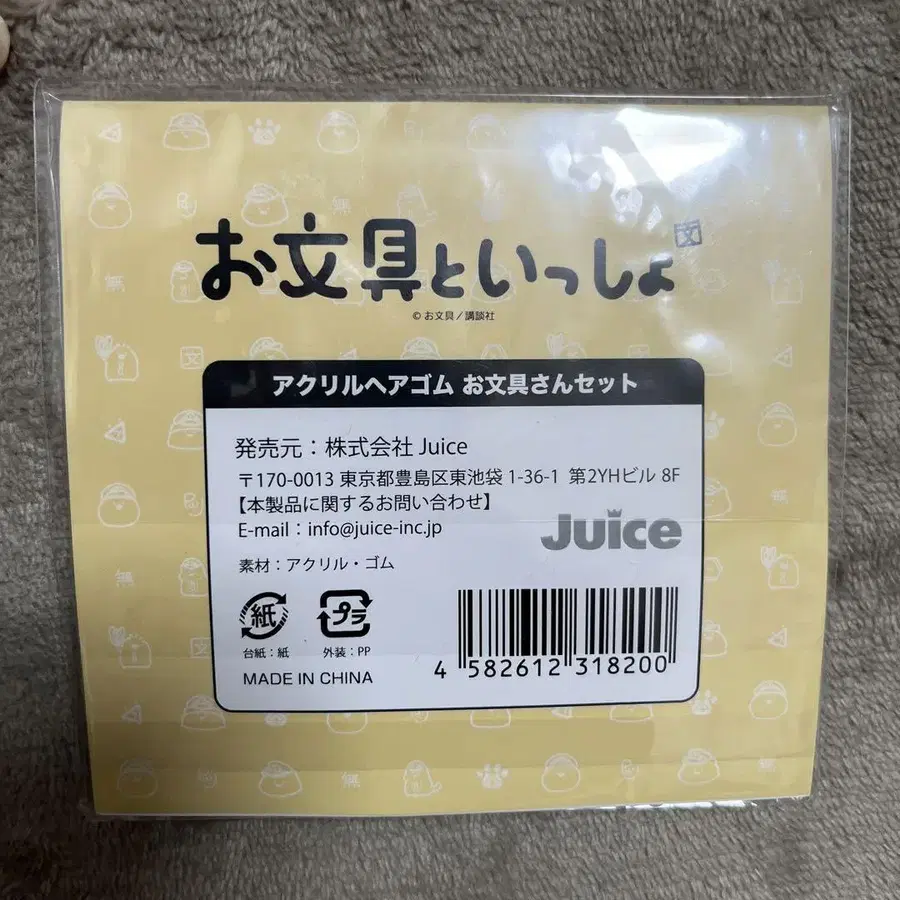 お文具といっしょ
文
© お文具／講談社
アクリルヘアゴム お文具さんセット
発売元：株式会社 Juice
〒170-0013 東京都豊島区東池袋 1-36-1 第2YHビル 8F
【本製品に関するお問い合わせ】
E-mail：info@juice-inc.jp
Juice
素材：アクリル・ゴム
紙
プラ
台紙：紙
外装：PP
MADE IN CHINA
4 582612 318200